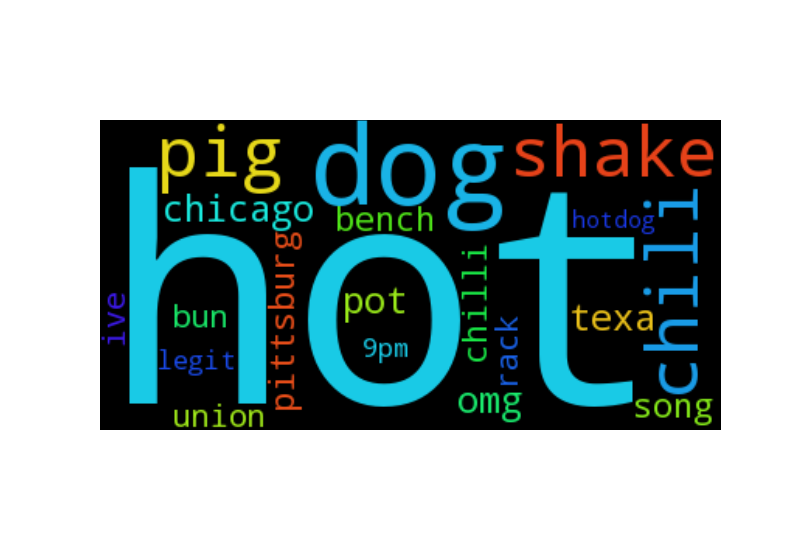 pig
dog
shake
chicago
bench
hotdog
hot
chili
pittsburg
chilli
ive
bun
pot
texa
9pm
rack
legit
omg
song
union